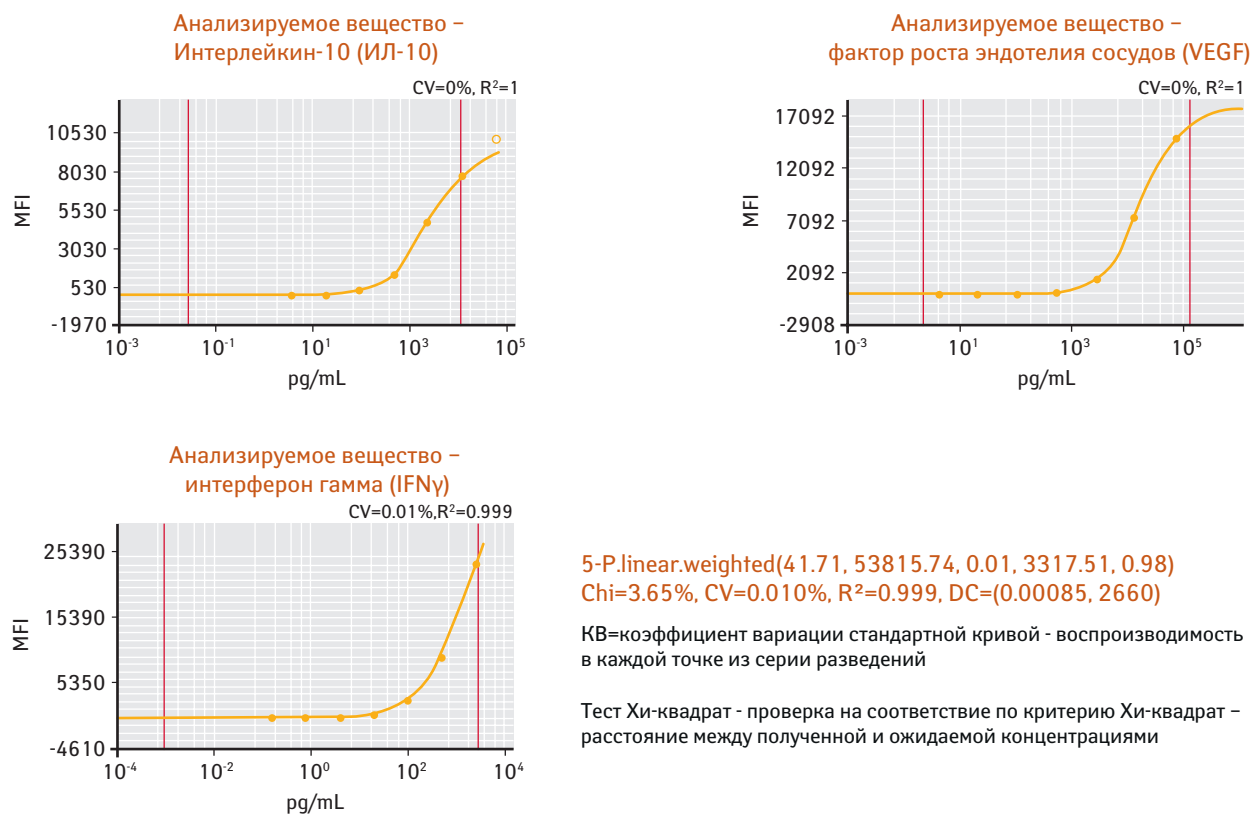 Анализируемое вещество –
Интерлейкин-10 (ИЛ-10)
CV=0%, R²=1
10530
8030
5530
3030
530
-1970
MFI
10⁻³
10⁻¹
10¹
10³
10⁵
pg/mL
Анализируемое вещество –
фактор роста эндотелия сосудов (VEGF)
CV=0%, R²=1
17092
12092
7092
2092
-2908
MFI
10⁻³
10¹
10³
10⁵
pg/mL
Анализируемое вещество –
интерферон гамма (IFNγ)
CV=0.01%,R²=0.999
25390
15390
5350
-4610
MFI
10⁻⁴
10⁻²
10⁰
10²
10⁴
pg/mL
5-P.linear.weighted(41.71, 53815.74, 0.01, 3317.51, 0.98)
Chi=3.65%, CV=0.010%, R²=0.999, DC=(0.00085, 2660)
КВ=коэффициент вариации стандартной кривой - воспроизводимость
в каждой точке из серии разведений
Тест Хи-квадрат - проверка на соответствие по критерию Хи-квадрат –
расстояние между полученной и ожидаемой концентрациями